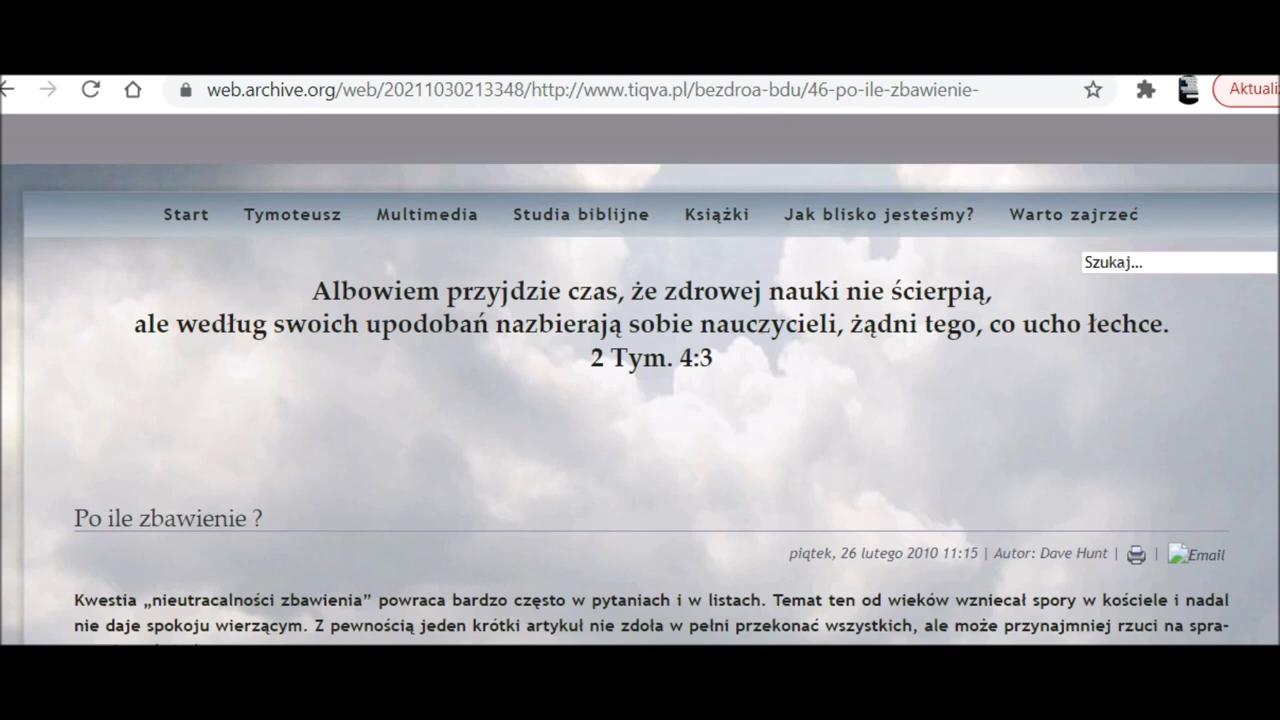 web.archive.org/web/20211030213348/http://www.tiqva.pl/bezdroa-bdu/46-po-ile-zbawienie-
Start Tymoteusz Multimedia Studia biblijne Książki Jak blisko jesteśmy? Warto zajrzeć
Szukaj...
Albowiem przyjdzie czas, że zdrowej nauki nie ścierpią,
ale według swoich upodobań nazbierają sobie nauczycieli, żądni tego, co ucho łechce.
2 Tym. 4:3
Po ile zbawienie ?
piątek, 26 lutego 2010 11:15 | Autor: Dave Hunt | | Email
Kwestia „nieutracalności zbawienia” powraca bardzo często w pytaniach i w listach. Temat ten od wieków wzniecał spory w kościele i nadal
nie daje spokoju wierzącym. Z pewnością jeden krótki artykuł nie zdoła w pełni przekonać wszystkich, ale może przynajmniej rzuci na spra-